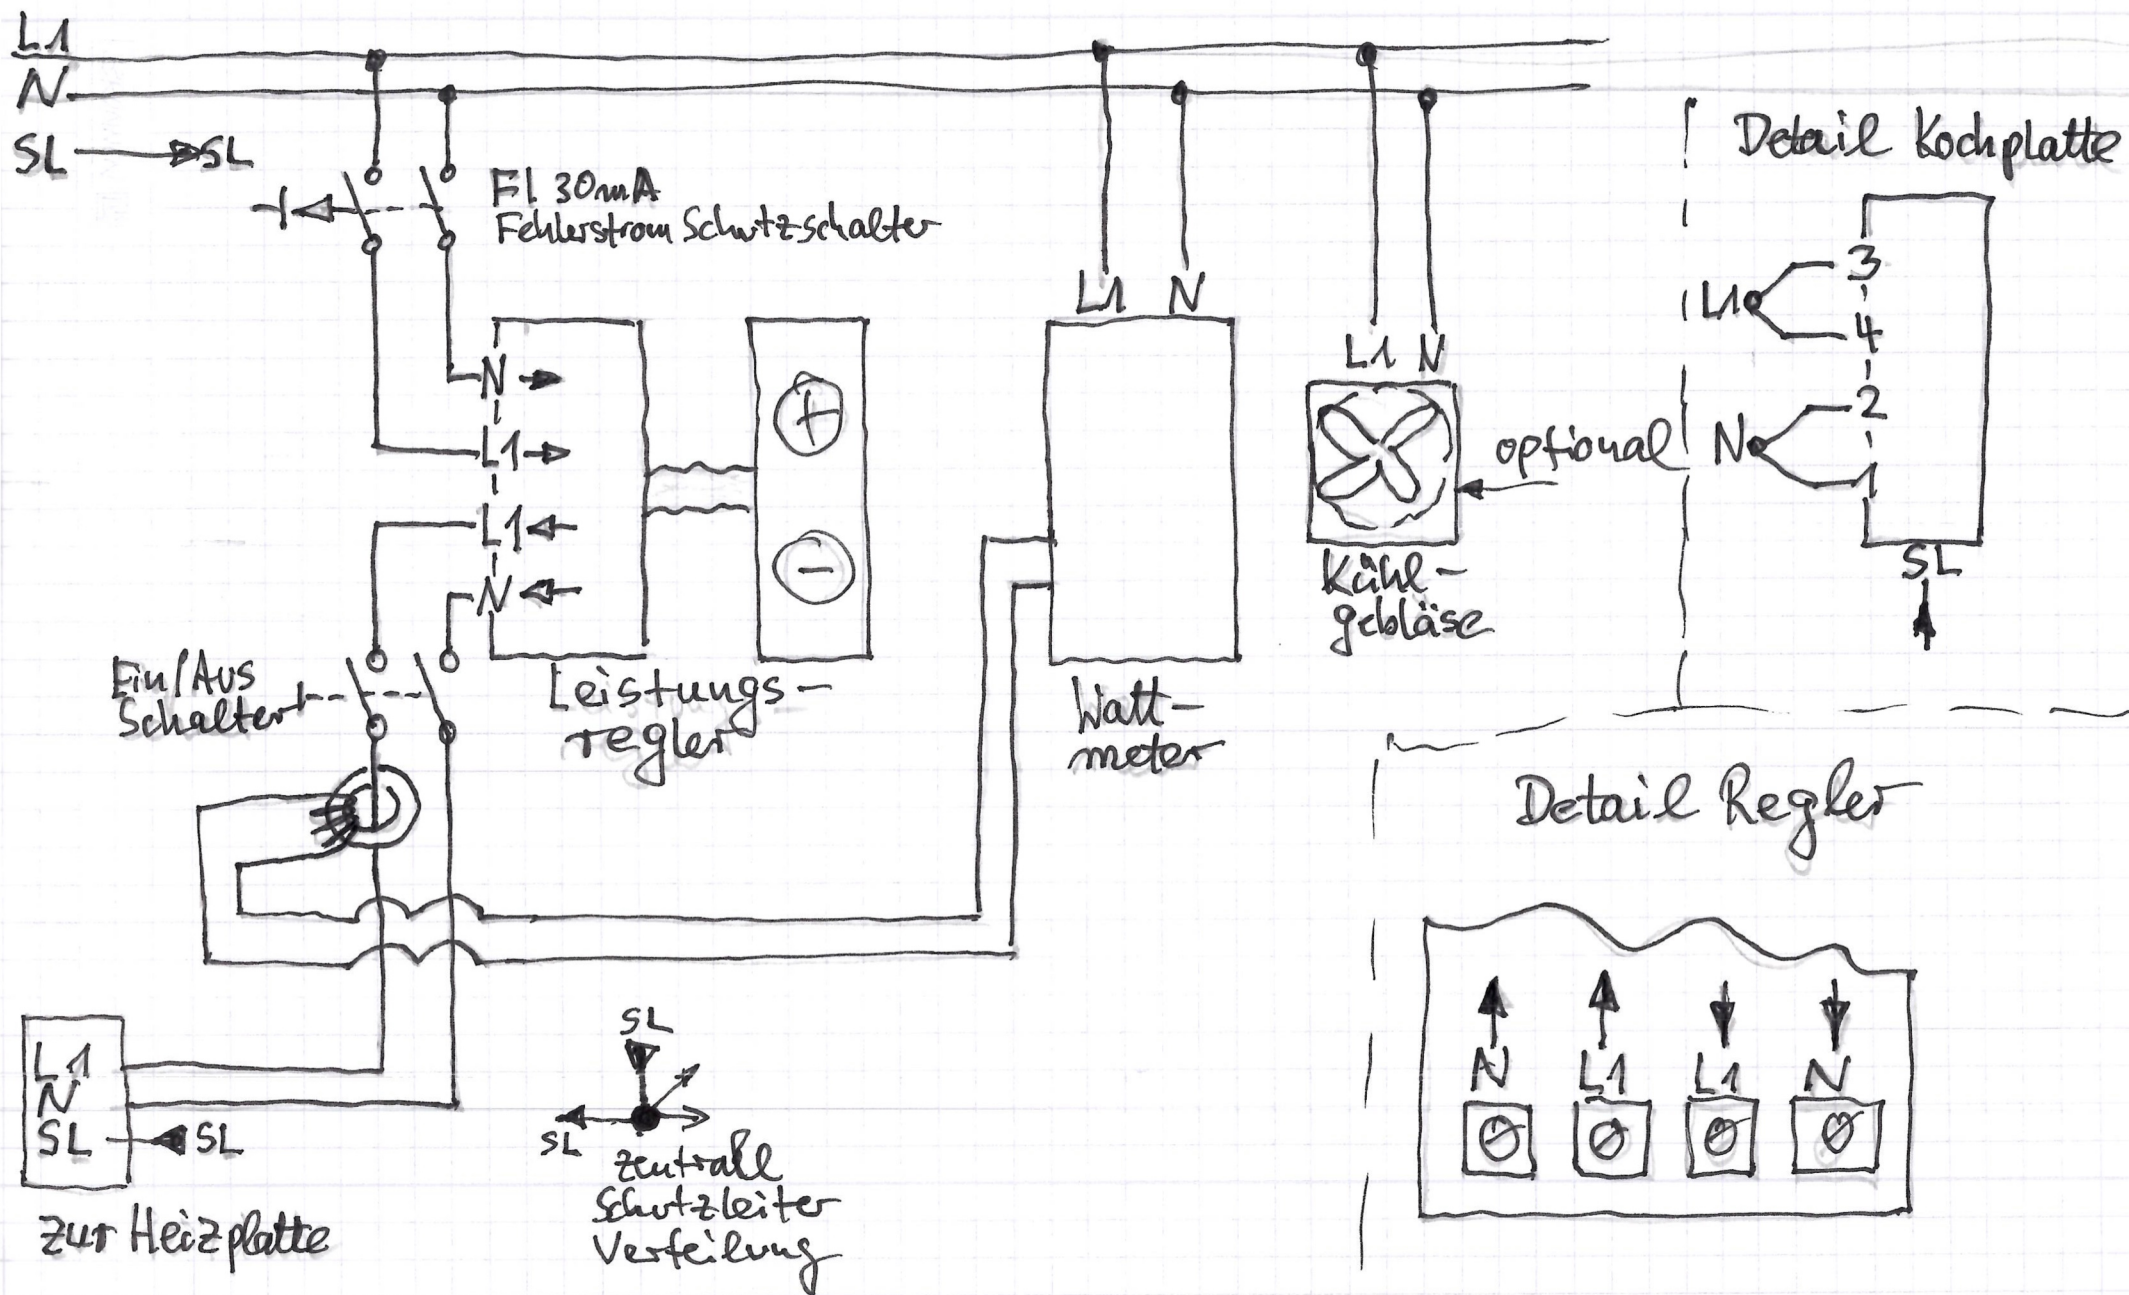 L1
N
SL → SL
FI 30mA
Fehlerstrom Schutzschalter
N
L1
L1
N
+
-
Leistungs-
regler
Ein/Aus
Schalter
L1 N
Watt-
meter
L1 N
optional
Kühl-
gebläse
Detail Kochplatte
L1
3
4
N
2
1
SL
Detail Regler
N L1 L1 N
L1
N
SL SL
zur Heizplatte
SL
SL
zentrall
Schutzleiter
Verteilung